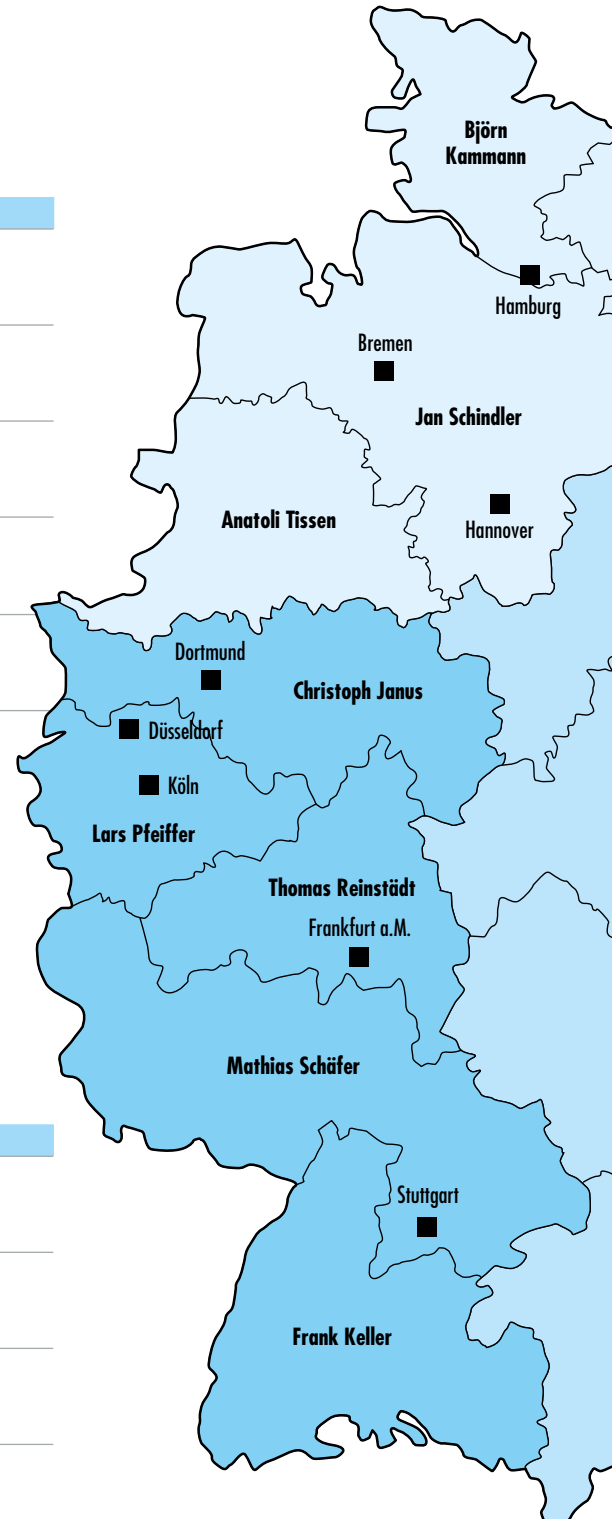 Björn
Kammann
Hamburg
Bremen
Jan Schindler
Hannover
Anatoli Tissen
Dortmund
Christoph Janus
Düsseldorf
Köln
Lars Pfeiffer
Thomas Reinstädt
Frankfurt a.M.
Mathias Schäfer
Stuttgart
Frank Keller